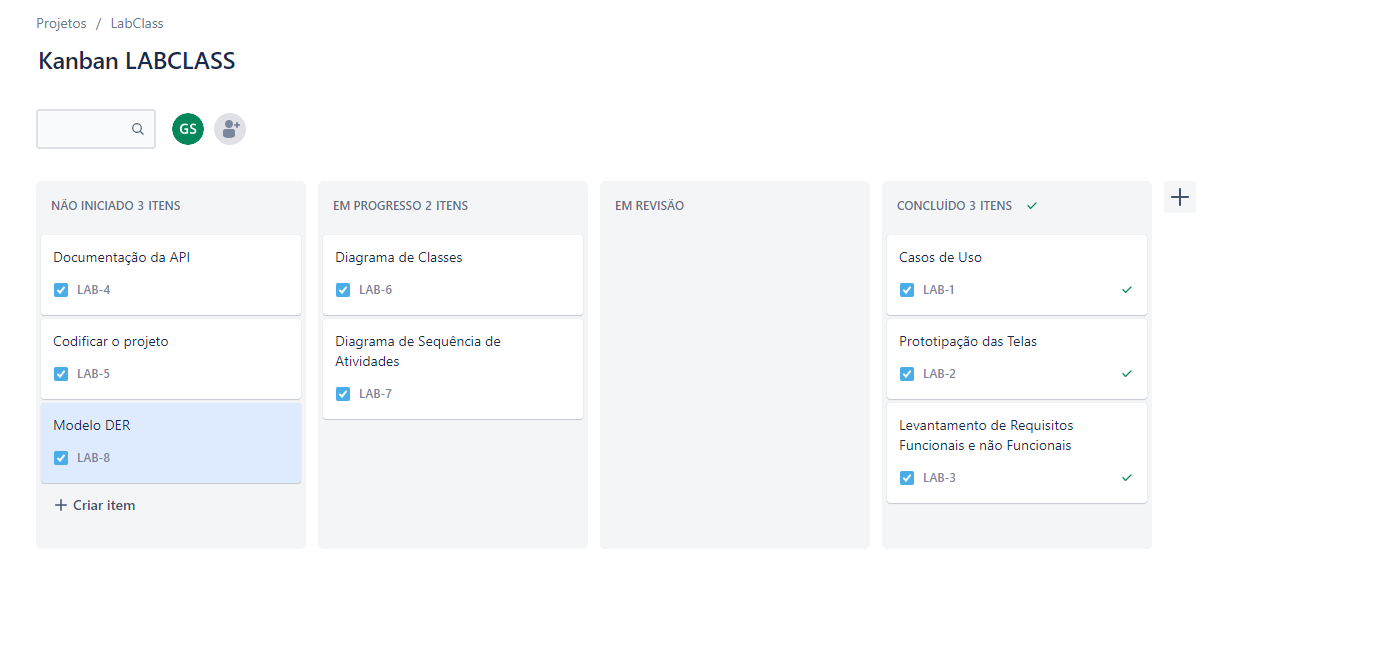 Projetos / LabClass
Kanban LABCLASS
GS
NÃO INICIADO 3 ITENS
Documentação da API
LAB-4
Codificar o projeto
LAB-5
Modelo DER
LAB-8
Criar item
EM PROGRESSO 2 ITENS
Diagrama de Classes
LAB-6
Diagrama de Sequência de
Atividades
LAB-7
EM REVISÃO
CONCLUÍDO 3 ITENS
Casos de Uso
LAB-1
Prototipação das Telas
LAB-2
Levantamento de Requisitos
Funcionais e não Funcionais
LAB-3